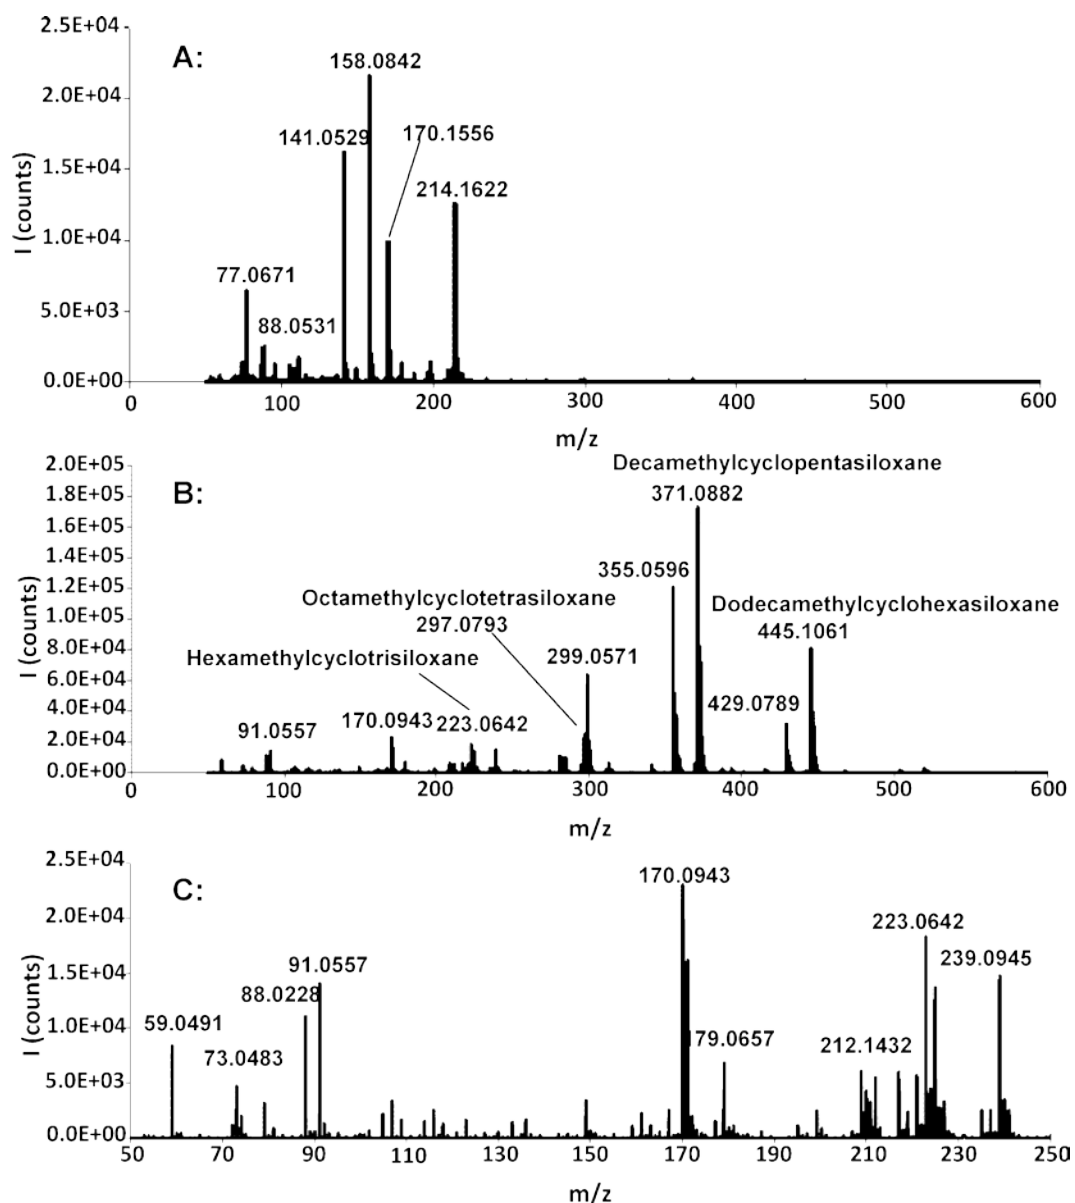 2.5E+04
A:
158.0842
2.0E+04
141.0529
170.1556
1.5E+04
214.1622
I (counts)
1.0E+04
77.0671
88.0531
5.0E+03
0.0E+00
0 100 200 300 400 500 600
m/z
2.0E+05
Decamethylcyclopentasiloxane
1.8E+05
B:
371.0882
1.6E+05
1.4E+05
355.0596
1.2E+05
Octamethylcyclotetrasiloxane
Dodecamethylcyclohexasiloxane
1.0E+05
297.0793
445.1061
I (counts)
8.0E+04
Hexamethylcyclotrisiloxane
299.0571
6.0E+04
429.0789
4.0E+04
91.0557
170.0943
223.0642
2.0E+04
0.0E+00
0 100 200 300 400 500 600
m/z
2.5E+04
C:
170.0943
2.0E+04
223.0642
91.0557
239.0945
1.5E+04
88.0228
I (counts)
59.0491
1.0E+04
73.0483
79.0657
212.1432
5.0E+03
0.0E+00
50 70 90 110 130 150 170 190 210 230 250
m/z